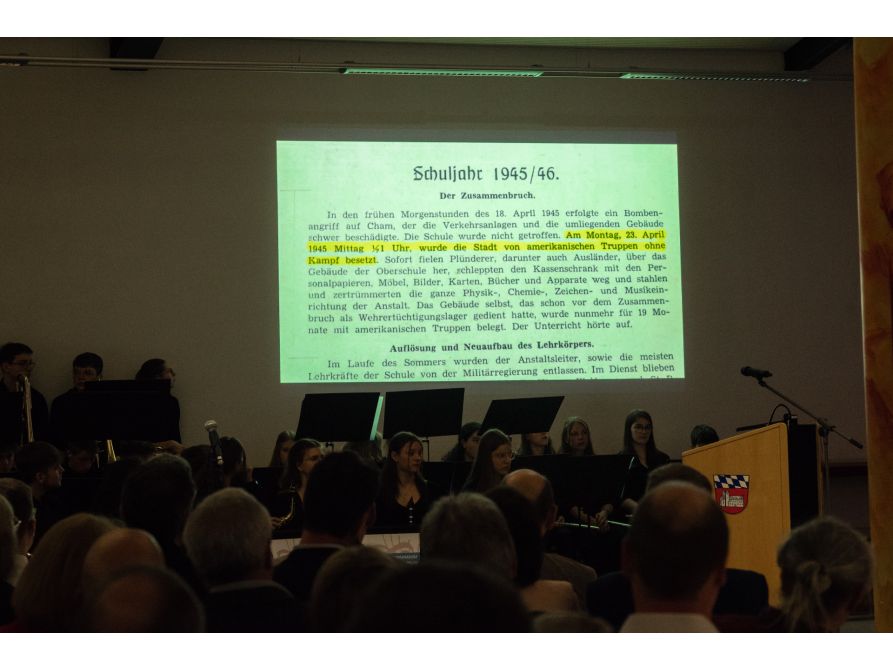 Schuljahr 1945/46.
Der Zusammenbruch.
In den frühen Morgenstunden des 18. April 1945 erfolgte ein Bomben-
angriff auf Cham, der die Verkehrsanlagen und die umliegenden Gebäude
schwer beschädigte. Die Schule wurde nicht getroffen. Am Montag, 23. April
1945 Mittag ½1 Uhr, wurde die Stadt von amerikanischen Truppen ohne
Kampf besetzt. Sofort fielen Plünderer, darunter auch Ausländer, über das
Gebäude der Oberschule her, schleppten den Kassenschrank mit den Per-
sonalpapieren, Möbel, Bilder, Karten, Bücher und Apparate weg und stahlen
und zertrümmerten die ganze Physik-, Chemie-, Zeichen- und Musikein-
richtung der Anstalt. Das Gebäude selbst, das schon vor dem Zusammen-
bruch als Wehrertüchtigungslager gedient hatte, wurde nunmehr für 19 Mo-
nate mit amerikanischen Truppen belegt. Der Unterricht hörte auf.
Auflösung und Neuaufbau des Lehrkörpers.
Im Laufe des Sommers wurden der Anstaltsleiter, sowie die meisten
Lehrkräfte der Schule von der Militärregierung entlassen. Im Dienst blieben